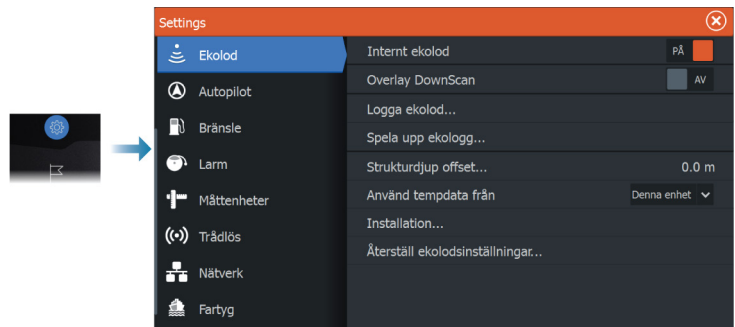 Settings
Ekolod
Autopilot
Bränsle
Larm
Måttenheter
Trådlös
Nätverk
Fartyg
Internt ekolod PÅ
Overlay DownScan AV
Logga ekolod...
Spela upp ekologg...
Strukturdjup offset... 0.0 m
Använd tempdata från Denna enhet
Installation...
Återställ ekolodsinställningar...